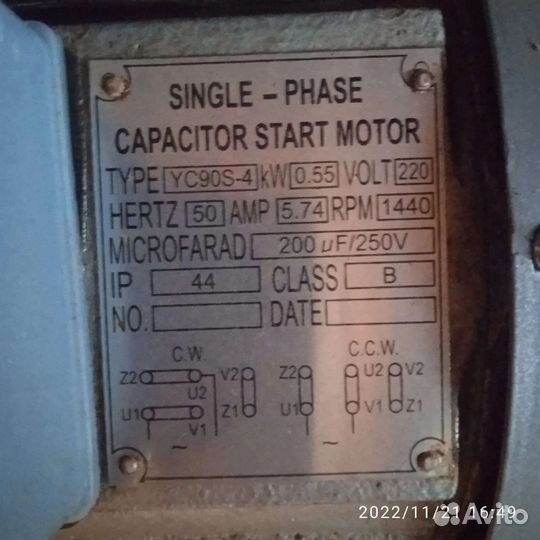 SINGLE – PHASE
CAPACITOR START MOTOR
TYPE YC90S-4 kW 0.55 VOLT 220
HERTZ 50 AMP 5.74 RPM 1440
MICROFARAD 200 uF/250V
IP 44 CLASS B
NO. DATE
C.W. C.C.W.
Z2 V2 Z2 U2 V2
U2
U1 Z1 U1 V1 Z1
V1
~ ~
2022/11/21 16:49
Avito